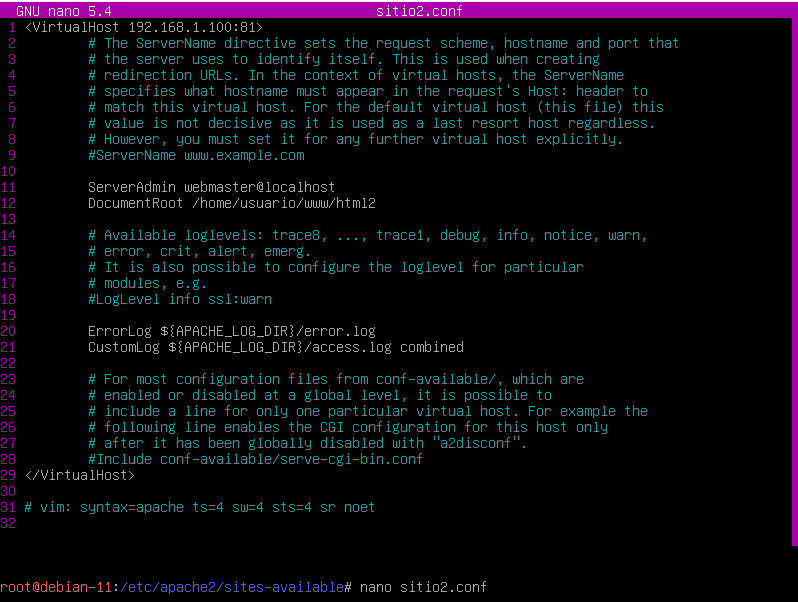 GNU nano 5.4 sitio2.conf
1 <VirtualHost 192.168.1.100:81>
2 # The ServerName directive sets the request scheme, hostname and port that
3 # the server uses to identify itself. This is used when creating
4 # redirection URLs. In the context of virtual hosts, the ServerName
5 # specifies what hostname must appear in the request's Host: header to
6 # match this virtual host. For the default virtual host (this file) this
7 # value is not decisive as it is used as a last resort host regardless.
8 # However, you must set it for any further virtual host explicitly.
9 #ServerName www.example.com
10
11 ServerAdmin webmaster@localhost
12 DocumentRoot /home/usuario/www/html2
13
14 # Available loglevels: trace8, ..., trace1, debug, info, notice, warn,
15 # error, crit, alert, emerg.
16 # It is also possible to configure the loglevel for particular
17 # modules, e.g.
18 #LogLevel info ssl:warn
19
20 ErrorLog ${APACHE_LOG_DIR}/error.log
21 CustomLog ${APACHE_LOG_DIR}/access.log combined
22
23 # For most configuration files from conf-available/, which are
24 # enabled or disabled at a global level, it is possible to
25 # include a line for only one particular virtual host. For example the
26 # following line enables the CGI configuration for this host only
27 # after it has been globally disabled with "a2disconf".
28 #Include conf-available/serve-cgi-bin.conf
29 </VirtualHost>
30
31 # vim: syntax=apache ts=4 sw=4 sts=4 sr noet
32
root@debian-11:/etc/apache2/sites-available# nano sitio2.conf